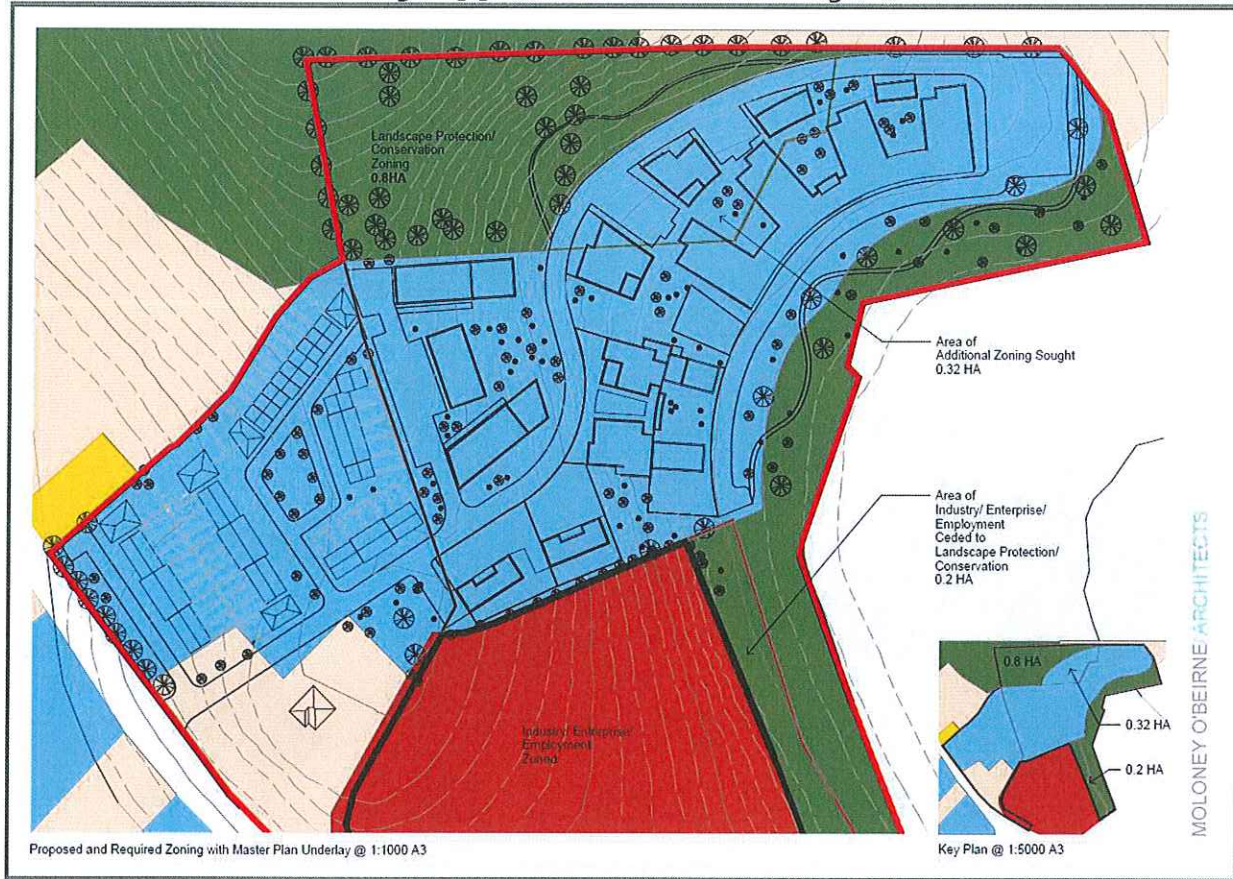 Landscape Protection/
Conservation
Zoning
0.8HA
Area of
Additional Zoning Sought
0.32 HA
Area of
Industry/ Enterprise/
Employment
Ceded to
Landscape Protection/
Conservation
0.2 HA
Industry/ Enterprise/
Employment
Zoned
0.8 HA
0.32 HA
0.2 HA
MOLONEY O'BEIRNE ARCHITECTS
Proposed and Required Zoning with Master Plan Underlay @ 1:1000 A3
Key Plan @ 1:5000 A3